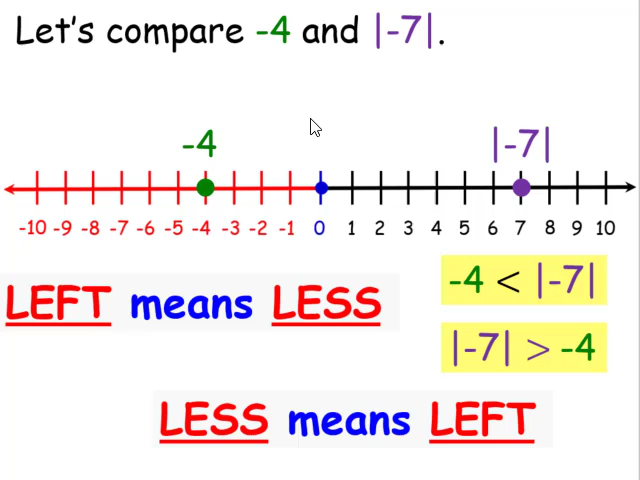 Let's compare -4 and |-7|.
-4 |-7|
-10 -9 -8 -7 -6 -5 -4 -3 -2 -1 0 1 2 3 4 5 6 7 8 9 10
LEFT means LESS
-4 < |-7|
|-7| > -4
LESS means LEFT